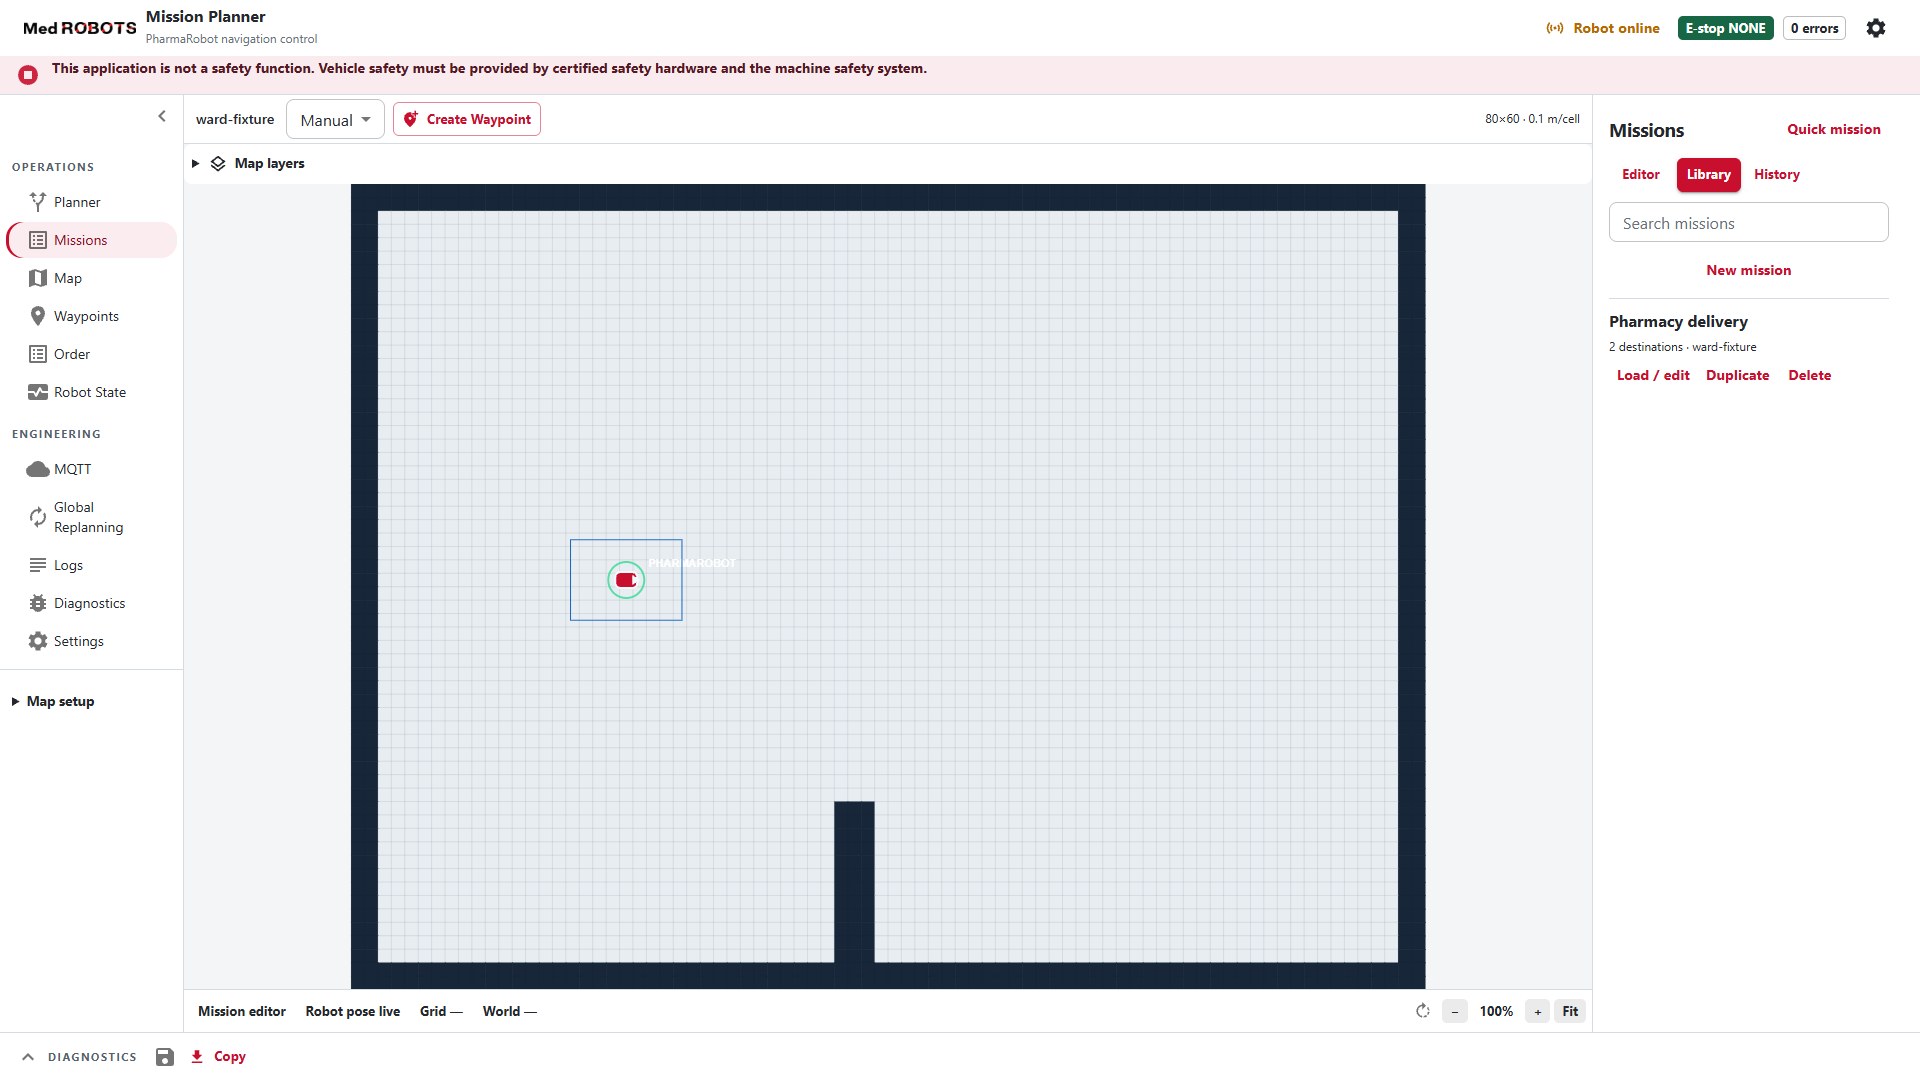 Med ROBOTS
Mission Planner
PharmaRobot navigation control
Robot online
E-stop NONE
0 errors
This application is not a safety function. Vehicle safety must be provided by certified safety hardware and the machine safety system.
OPERATIONS
Planner
Missions
Map
Waypoints
Order
Robot State
ENGINEERING
MQTT
Global
Replanning
Logs
Diagnostics
Settings
Map setup
ward-fixture
Manual
Create Waypoint
80×60 · 0.1 m/cell
Map layers
PHARMAROBOT
Mission editor
Robot pose live
Grid —
World —
−
100%
+
Fit
Missions
Quick mission
Editor
Library
History
Search missions
New mission
Pharmacy delivery
2 destinations · ward-fixture
Load / edit
Duplicate
Delete
DIAGNOSTICS
Copy